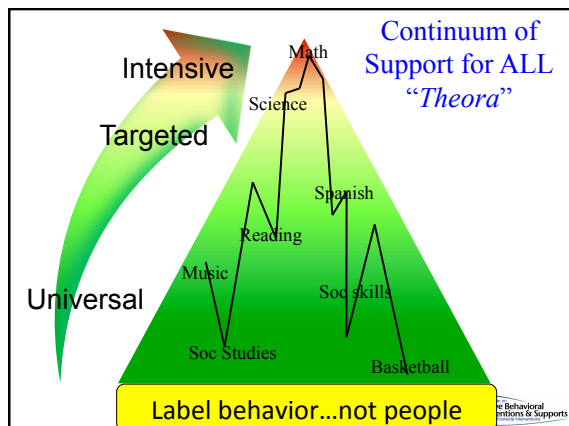 Continuum of
Support for ALL
“Theora”
Intensive
Targeted
Universal
Math
Science
Spanish
Reading
Music
Soc skills
Soc Studies
Basketball
Label behavior...not people
Behavioral
& Supports